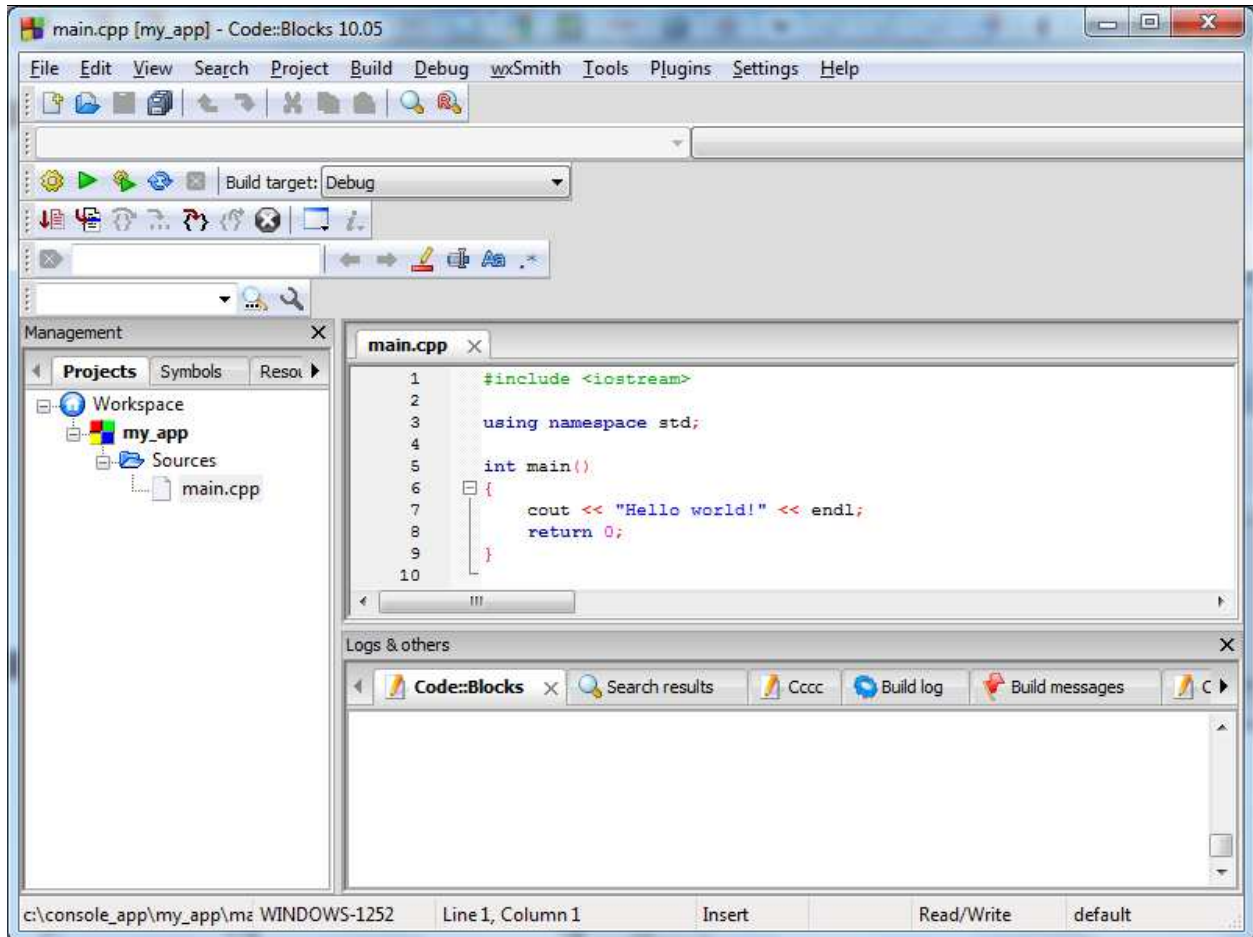 main.cpp [my_app] - Code::Blocks 10.05
File Edit View Search Project Build Debug wxSmith Tools Plugins Settings Help
Build target: Debug
Management
Projects Symbols
Workspace
my_app
Sources
main.cpp
main.cpp
1 #include <iostream>
2
3 using namespace std;
4
5 int main()
6 {
7 cout << "Hello world!" << endl;
8 return 0;
9 }
10
Logs & others
Code::Blocks Search results Cccc Build log Build messages C
c:\console_app\my_app\ma WINDOWS-1252 Line 1, Column 1 Insert Read/Write default